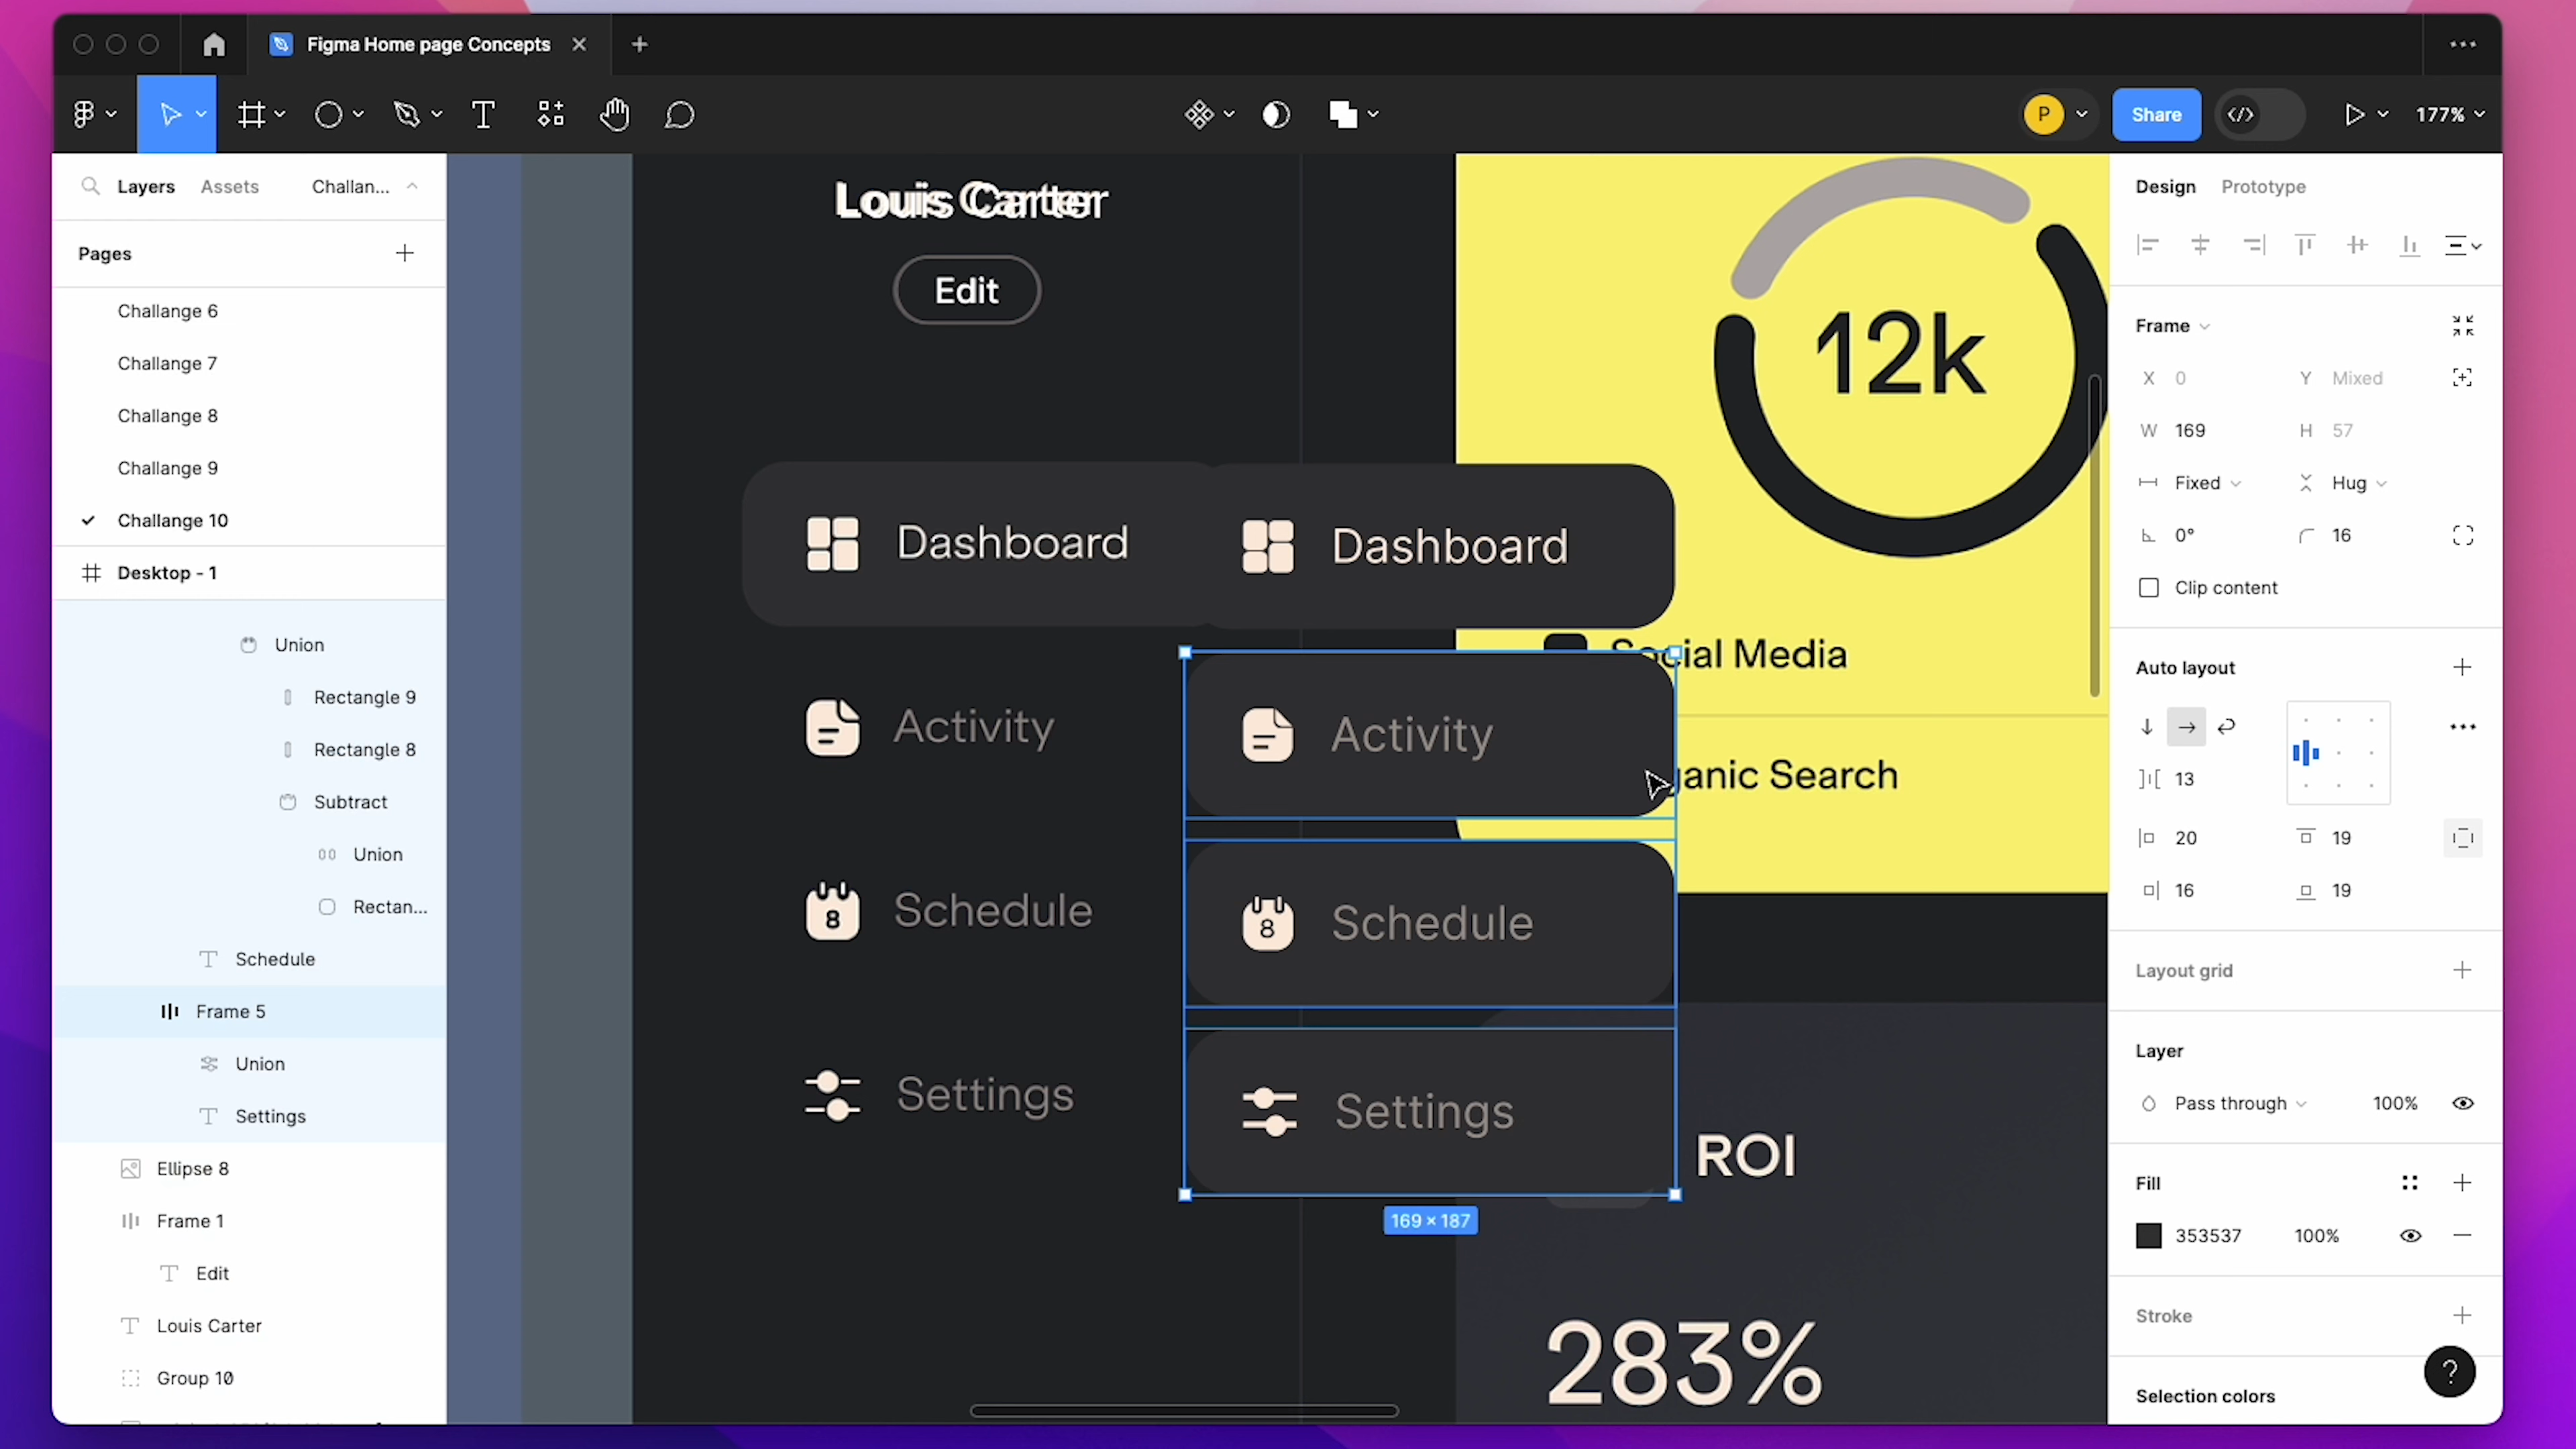 Figma Home page Concepts
P
Share
177%
Layers
Assets
Challan...
Pages
Challange 6
Challange 7
Challange 8
Challange 9
Challange 10
Desktop - 1
Union
Rectangle 9
Rectangle 8
Subtract
Union
Rectan...
Schedule
Frame 5
Union
Settings
Ellipse 8
Frame 1
Edit
Louis Carter
Group 10
Louis Carter
Edit
Dashboard
Activity
8
Schedule
Settings
Dashboard
Activity
8
Schedule
Settings
169 × 187
12k
Social Media
ganic Search
ROI
283%
Design
Prototype
Frame
X 0
Y Mixed
W 169
H 57
Fixed
Hug
0°
16
Clip content
Auto layout
13
20
19
16
19
Layout grid
Layer
Pass through
100%
Fill
353537
100%
Stroke
?
Selection colors